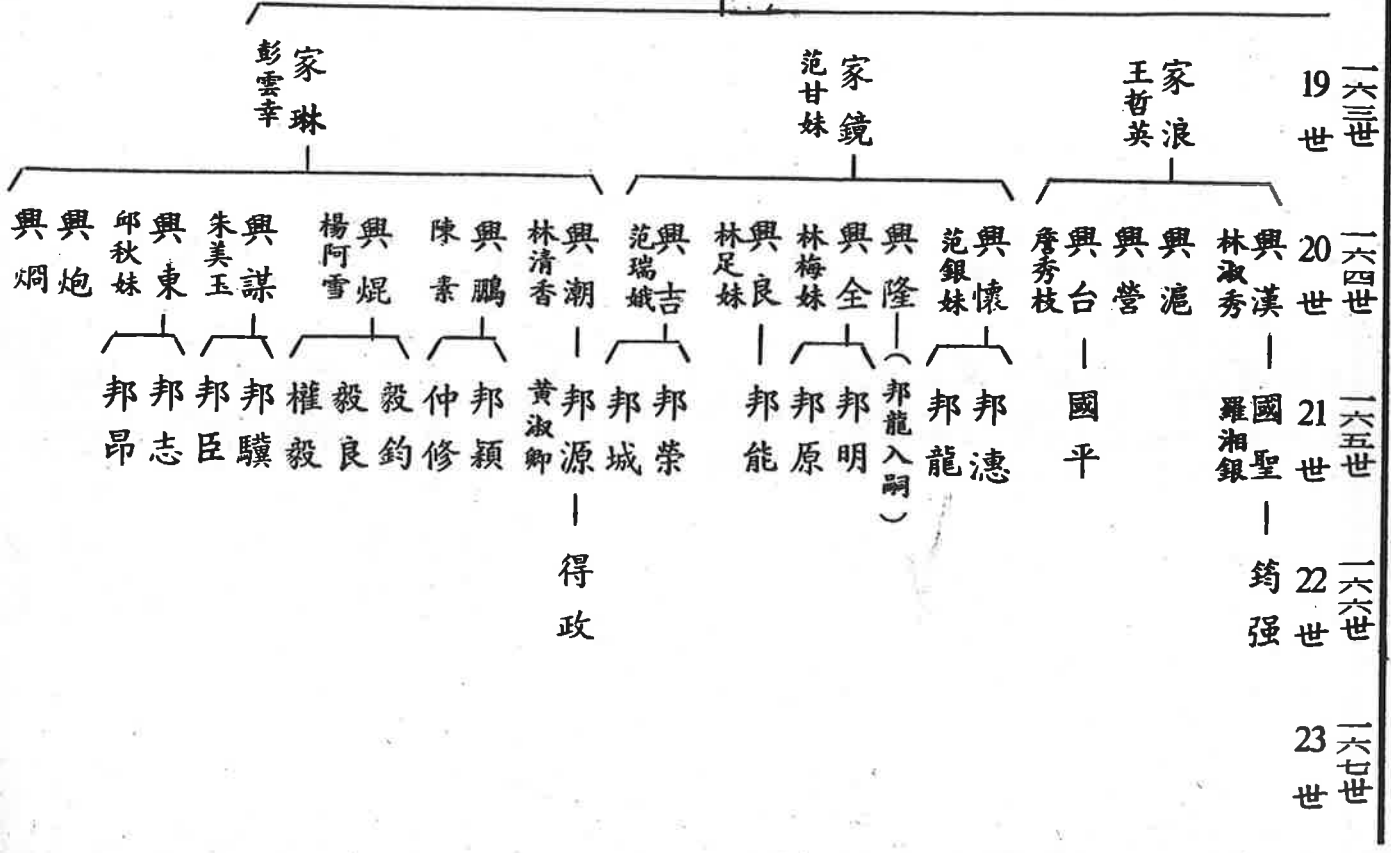 一六三世
19世
家浪
王哲英
家鏡
范甘妹
家琳
彭雲幸
一六四世
20世
興漢
林淑秀
興滬
興營
興台
詹秀枝
興懷
范銀妹
興隆
興全
林梅妹
興良
林足妹
興吉
范瑞娥
興潮
林清香
興鵬
陳素
興焜
楊阿雪
興謀
朱美玉
興東
邱秋妹
興炮
興烱
一六五世
21世
國聖
羅湘銀
國平
邦憓
邦龍
（邦龍入嗣）
邦明
邦原
邦能
邦榮
邦城
邦源
黃淑卿
邦穎
仲修
毅鈞
毅良
權毅
邦驥
邦臣
邦志
邦昂
一六六世
22世
筠强
得政
一六七世
23世